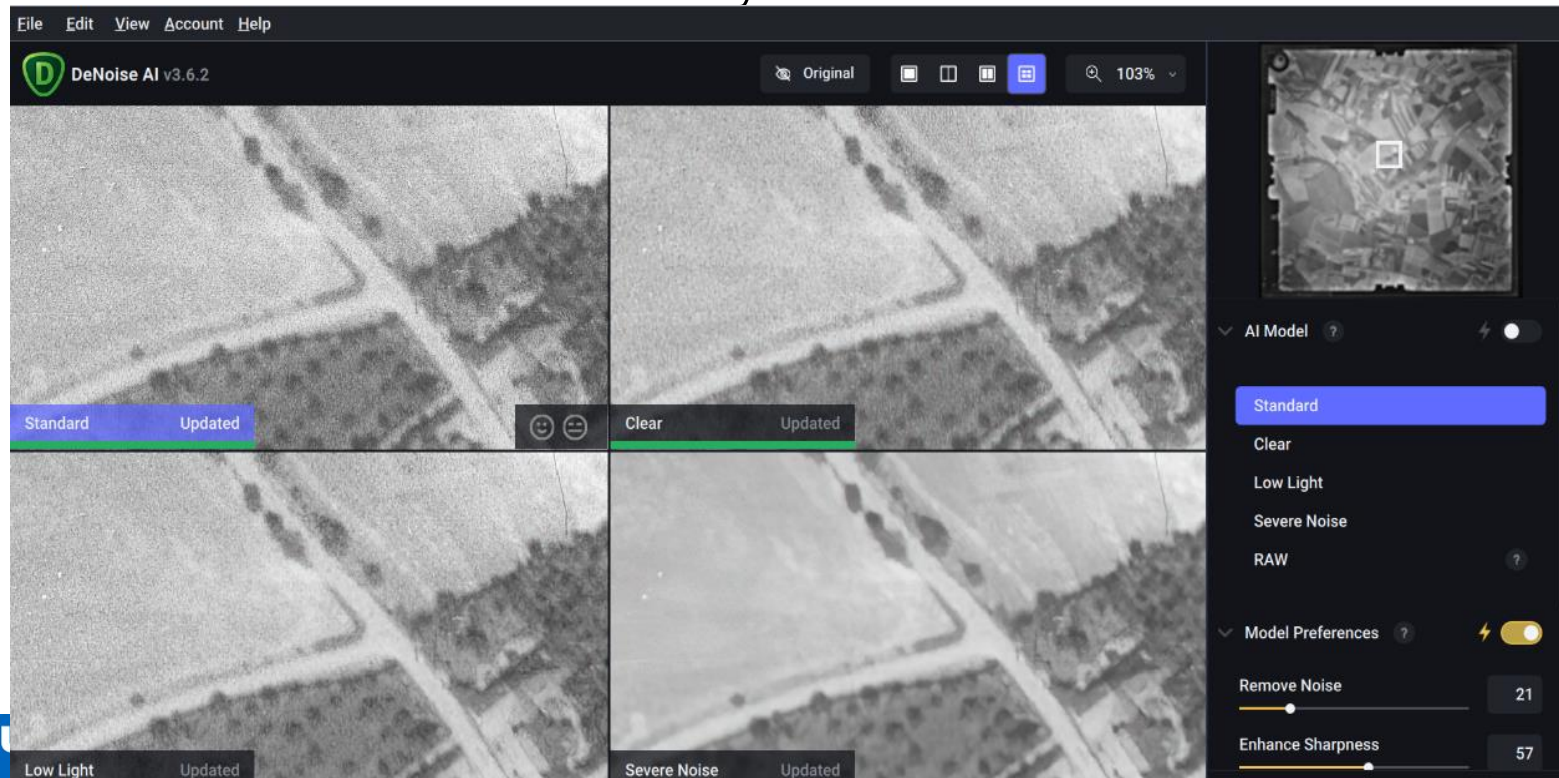 File Edit View Account Help
DeNoise AI v3.6.2
Original
103%
Standard Updated
Clear Updated
Low Light Updated
Severe Noise Updated
AI Model ?
Standard
Clear
Low Light
Severe Noise
RAW ?
Model Preferences ?
Remove Noise 21
Enhance Sharpness 57